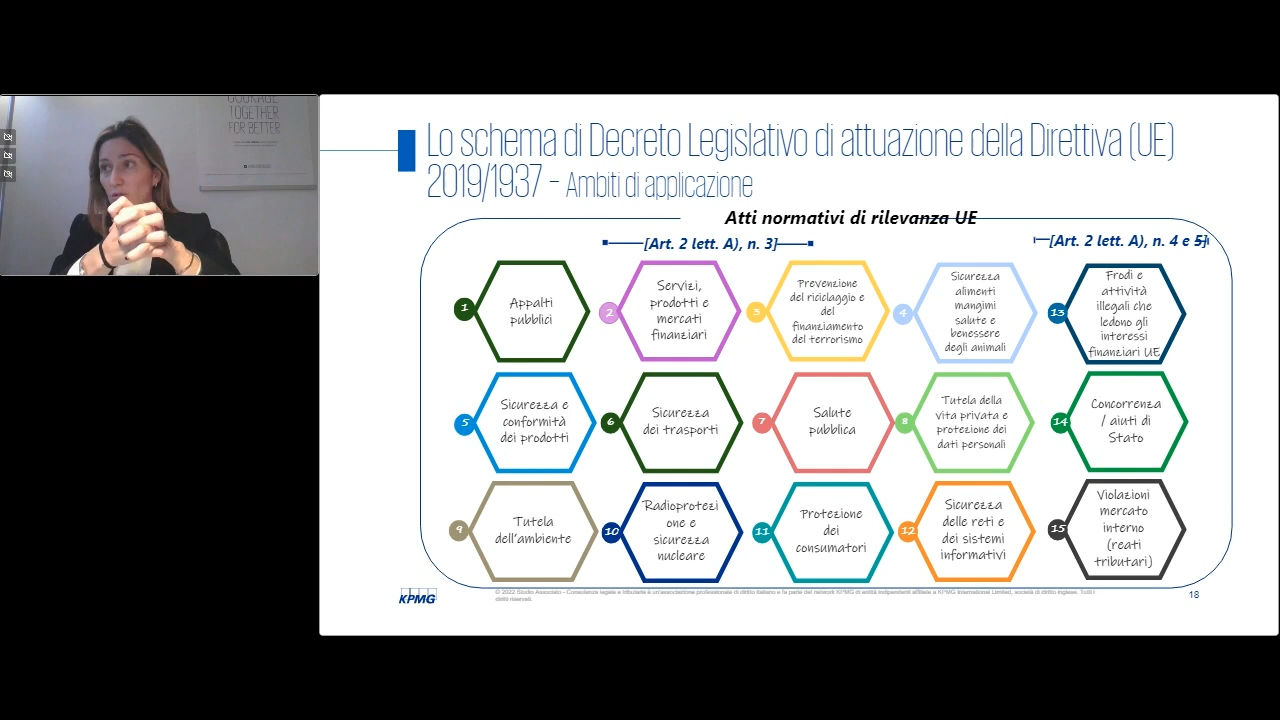 COURAGE
TOGETHER
FOR BETTER
Lo schema di Decreto Legislativo di attuazione della Direttiva (UE)
2019/1937 – Ambiti di applicazione
Atti normativi di rilevanza UE
[Art. 2 lett. A), n. 3]
[Art. 2 lett. A), n. 4 e 5]
1
Appalti
pubblici
2
Servizi,
prodotti e
mercati
finanziari
3
Prevenzione
del riciclaggio e
del
finanziamento
del terrorismo
4
Sicurezza
alimenti
mangimi
salute e
benessere
degli animali
13
Frodi e
attività
illegali che
ledono gli
interessi
finanziari UE
5
Sicurezza e
conformità
dei prodotti
6
Sicurezza
dei trasporti
7
Salute
pubblica
8
Tutela della
vita privata e
protezione dei
dati personali
14
Concorrenza
/ aiuti di
Stato
9
Tutela
dell'ambiente
10
Radioprotezi
one e
sicurezza
nucleare
11
Protezione
dei
consumatori
12
Sicurezza
delle reti e
dei sistemi
informativi
15
Violazioni
mercato
interno
(reati
tributari)
KPMG
© 2022 Studio Associato - Consulenza legale e tributaria è un'associazione professionale di diritto italiano e fa parte del network KPMG di entità indipendenti affiliate a KPMG International Limited, società di diritto inglese. Tutti i
diritti riservati.
18